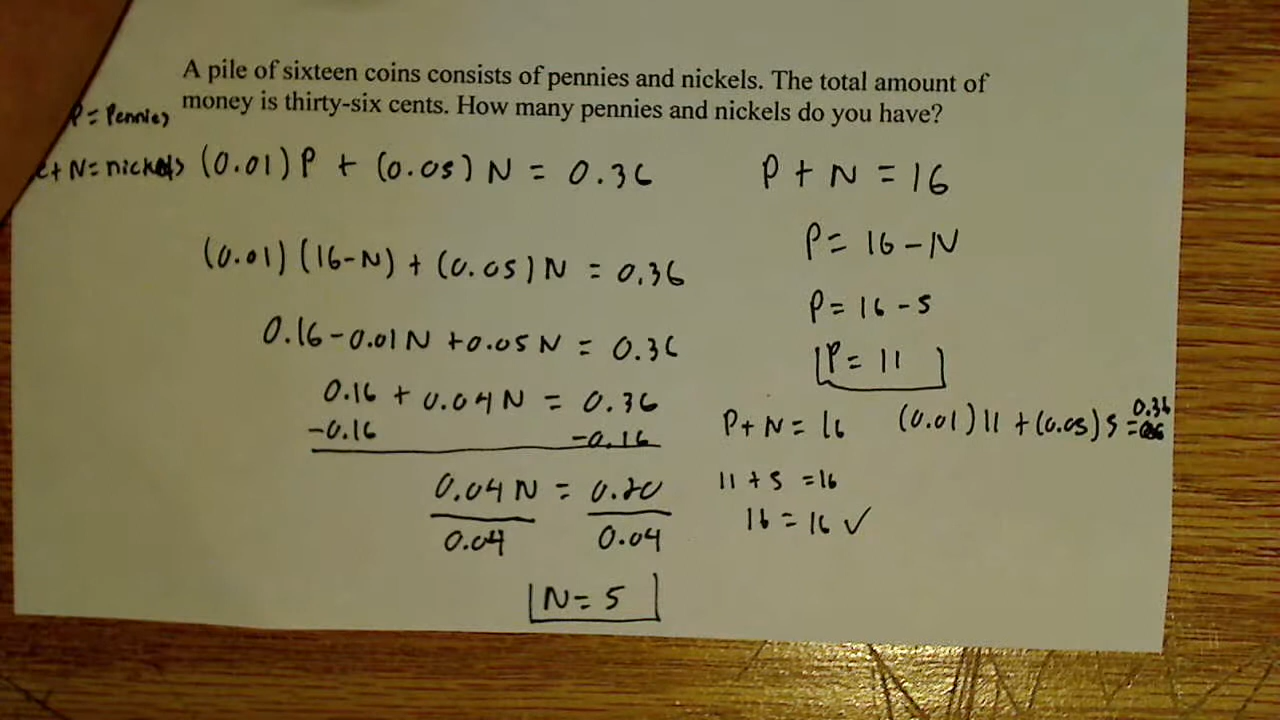 A pile of sixteen coins consists of pennies and nickels. The total amount of
money is thirty-six cents. How many pennies and nickels do you have?
P = Pennies
N = nickels
(0.01) P + (0.05) N = 0.36
(0.01) (16-N) + (0.05) N = 0.36
0.16 - 0.01 N + 0.05 N = 0.36
0.16 + 0.04 N = 0.36
-0.16 -0.16
0.04 N = 0.20
0.04 0.04
N = 5
P + N = 16
P = 16 - N
P = 16 - 5
P = 11
P + N = 16
11 + 5 = 16
16 = 16 ✓
(0.01) 11 + (0.05) 5 =
0.36